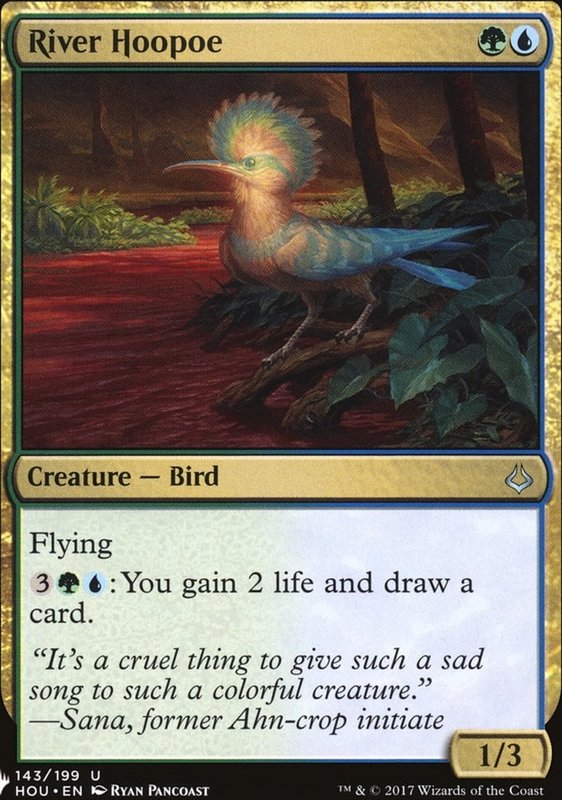 River Hoopoe
Creature — Bird
Flying
3: You gain 2 life and draw a
card.
"It's a cruel thing to give such a sad
song to such a colorful creature."
—Sana, former Ahn-crop initiate
1/3
143/199 U
HOU • EN Ryan Pancoast
™ & © 2017 Wizards of the Coast